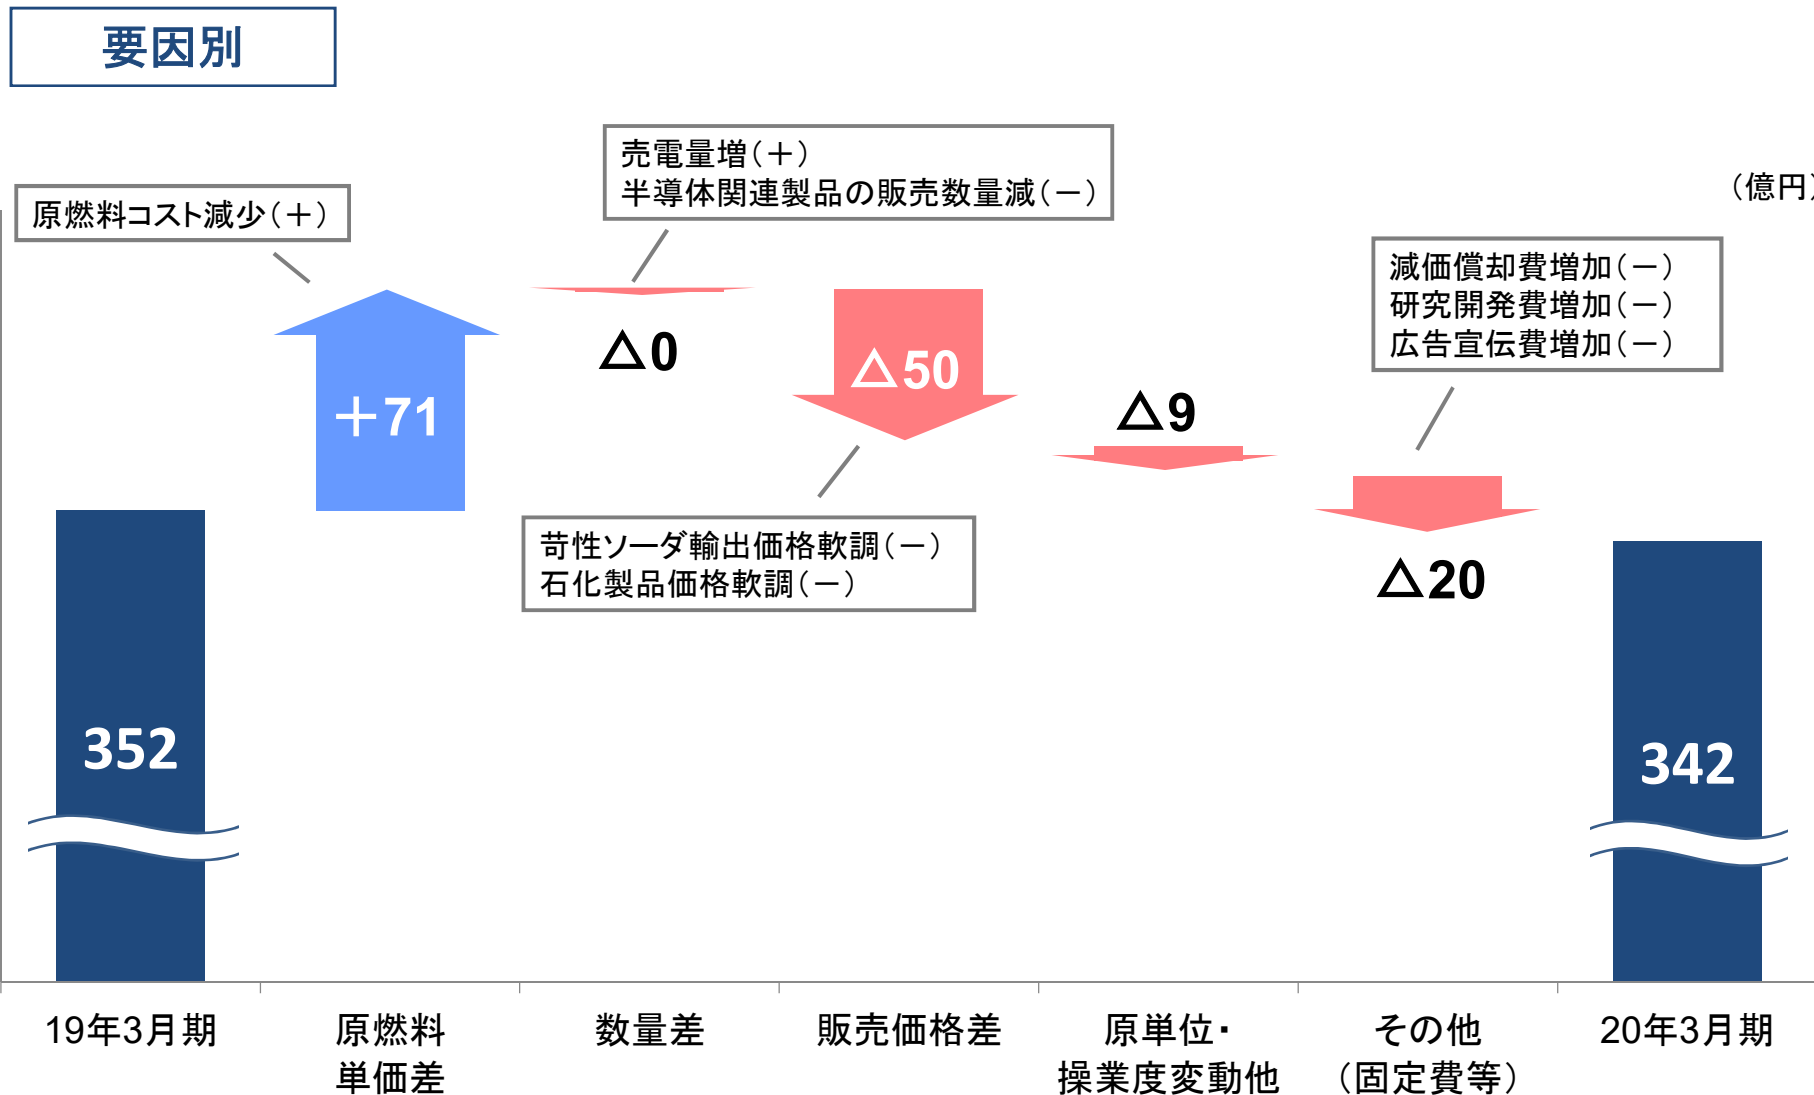 要因別
(億円)
原燃料コスト減少(＋)
売電量増(＋)
半導体関連製品の販売数量減(－)
減価償却費増加(－)
研究開発費増加(－)
広告宣伝費増加(－)
苛性ソーダ輸出価格軟調(－)
石化製品価格軟調(－)
352
＋71
△0
△50
△9
△20
342
19年3月期
原燃料
単価差
数量差
販売価格差
原単位・
操業度変動他
その他
(固定費等)
20年3月期